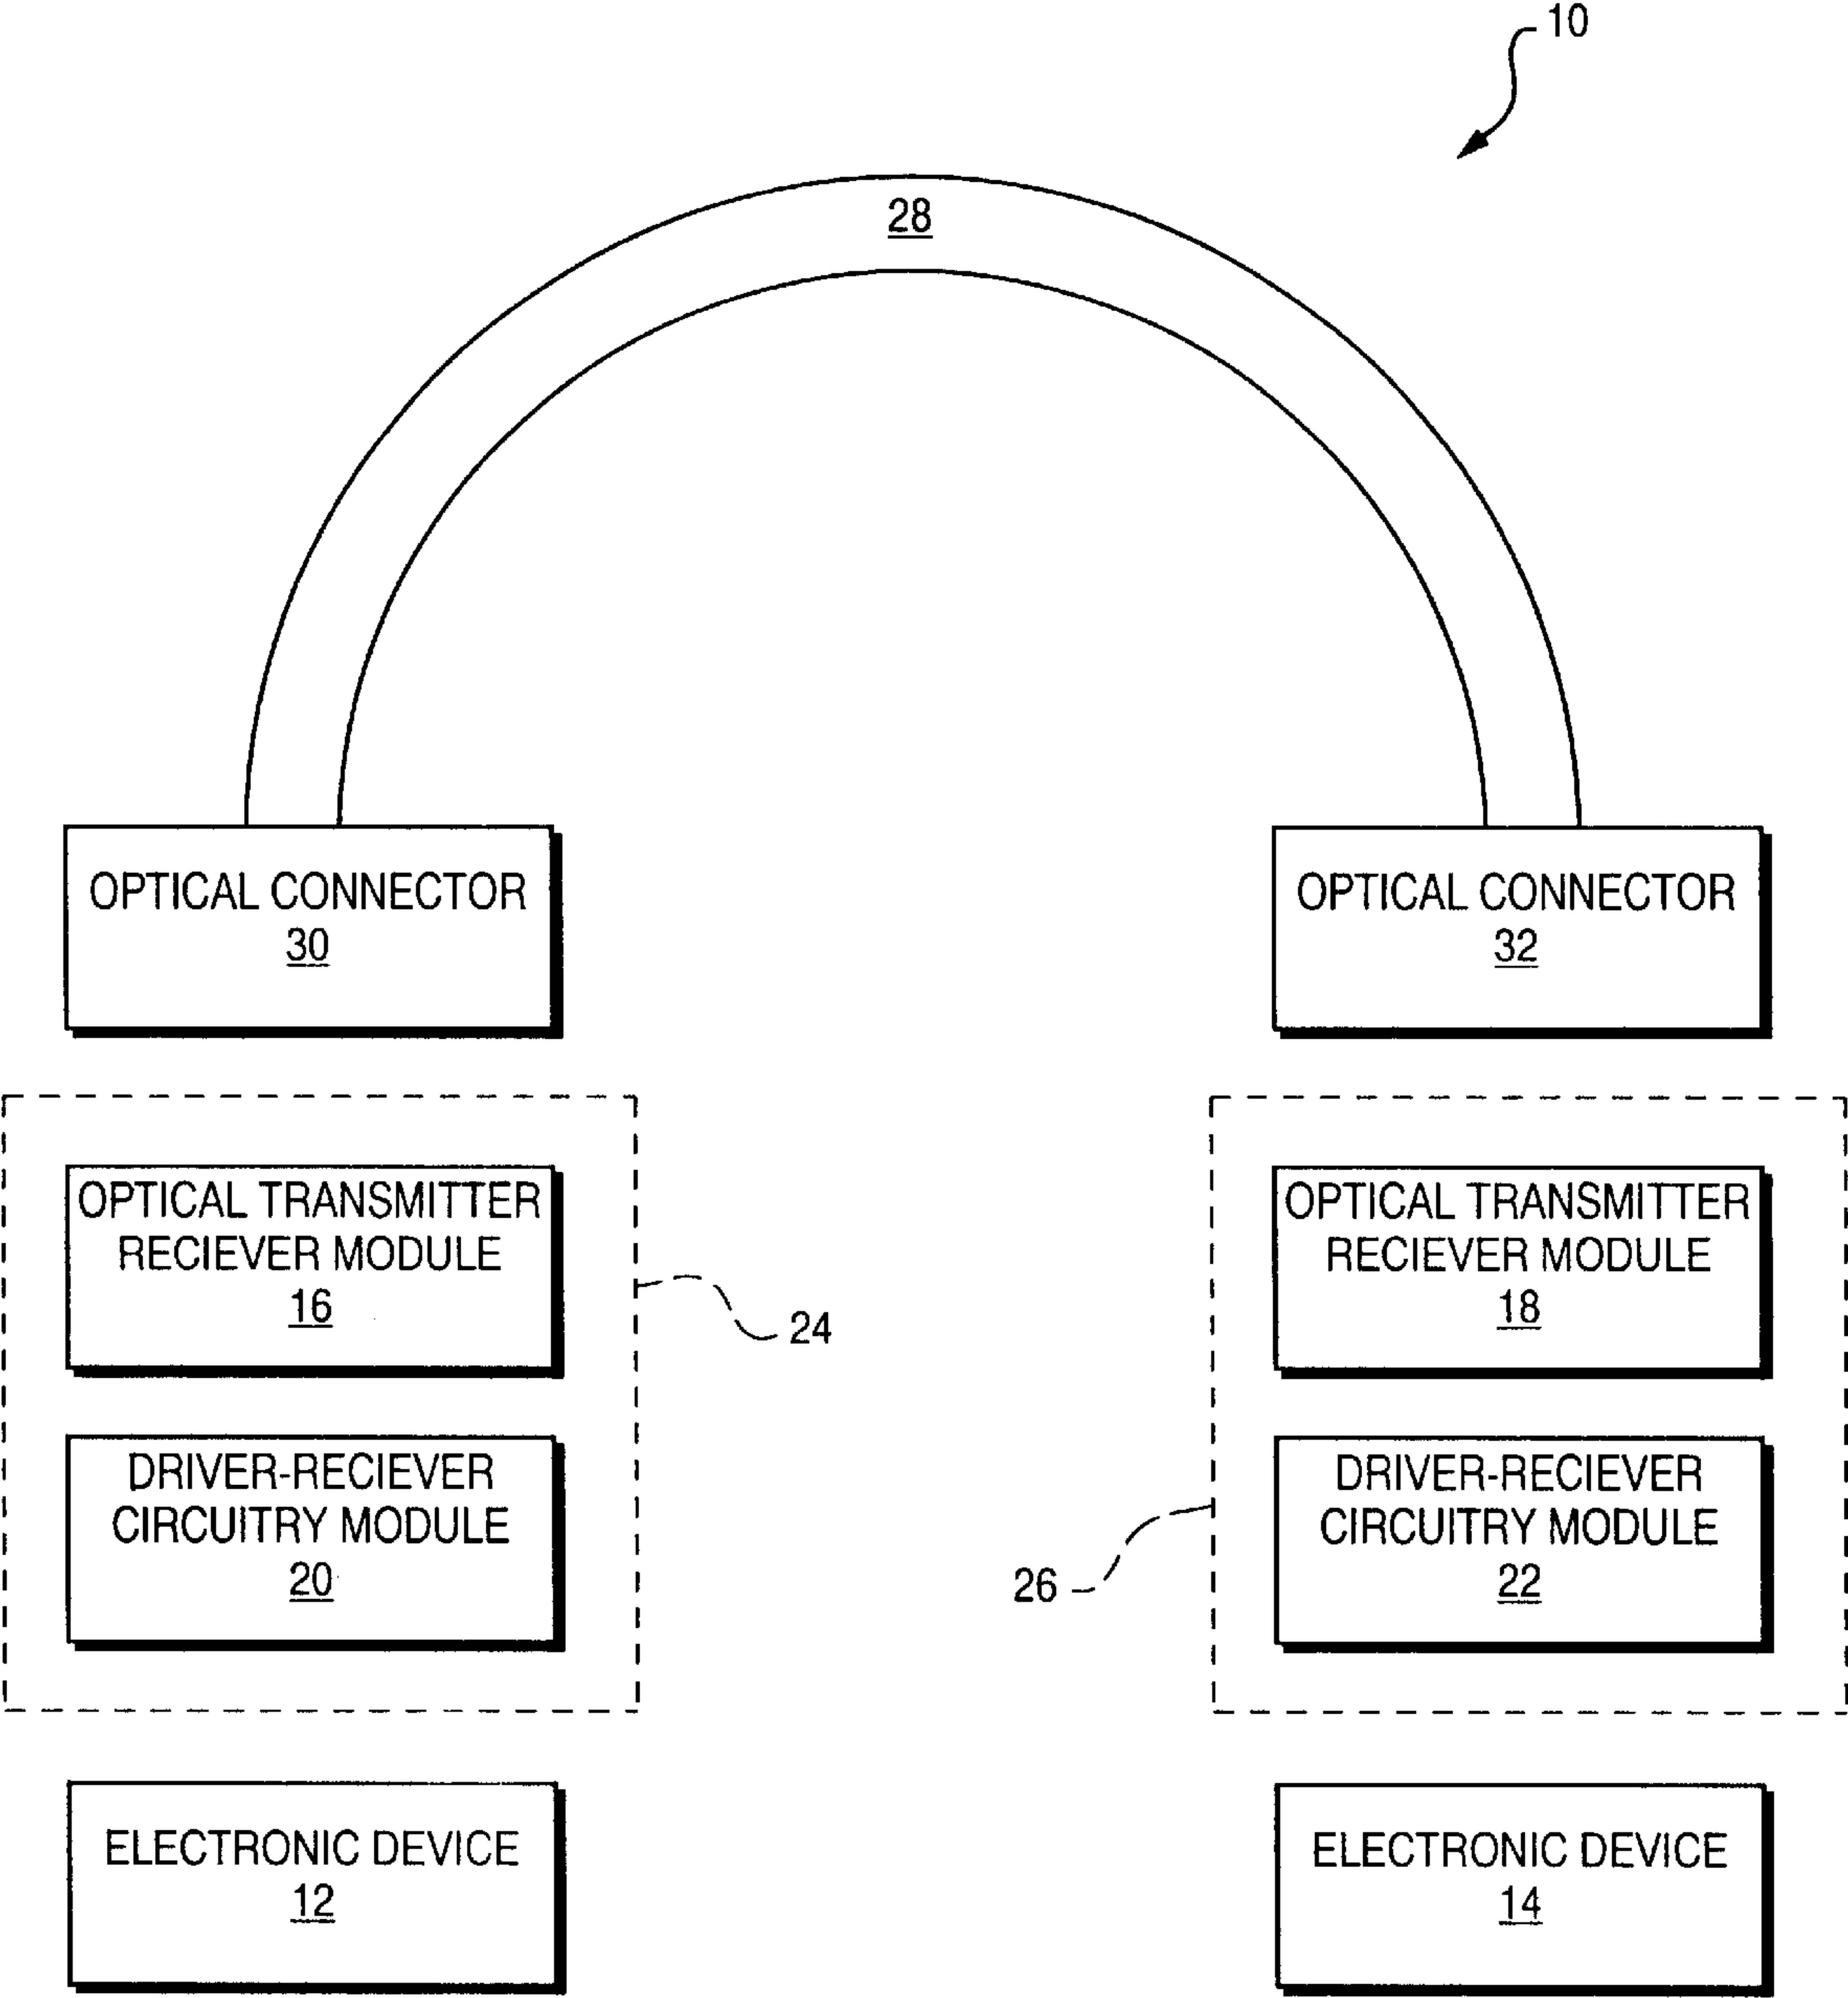 10
28
OPTICAL CONNECTOR
30
OPTICAL CONNECTOR
32
OPTICAL TRANSMITTER
RECIEVER MODULE
16
OPTICAL TRANSMITTER
RECIEVER MODULE
18
24
DRIVER-RECIEVER
CIRCUITRY MODULE
20
DRIVER-RECIEVER
CIRCUITRY MODULE
22
26
ELECTRONIC DEVICE
12
ELECTRONIC DEVICE
14